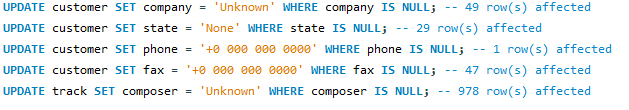 UPDATE customer SET company = 'Unknown' WHERE company IS NULL; -- 49 row(s) affected
UPDATE customer SET state = 'None' WHERE state IS NULL; -- 29 row(s) affected
UPDATE customer SET phone = '+0 000 000 0000' WHERE phone IS NULL; -- 1 row(s) affected
UPDATE customer SET fax = '+0 000 000 0000' WHERE fax IS NULL; -- 47 row(s) affected
UPDATE track SET composer = 'Unknown' WHERE composer IS NULL; -- 978 row(s) affected